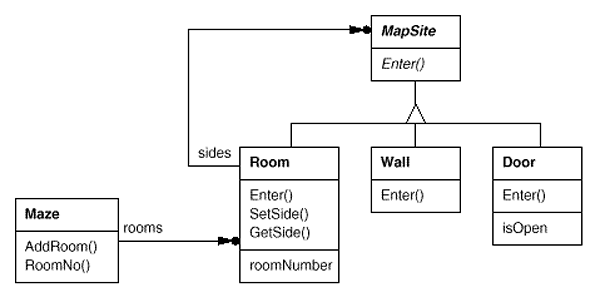 MapSite
Enter()
sides
Room
Enter()
SetSide()
GetSide()
roomNumber
Wall
Enter()
Door
Enter()
isOpen
Maze
AddRoom()
RoomNo()
rooms